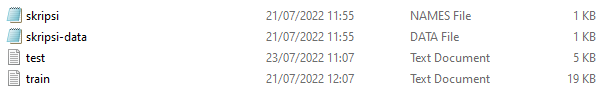 skripsi 21/07/2022 11:55 NAMES File 1 KB
skripsi-data 21/07/2022 11:55 DATA File 1 KB
test 23/07/2022 11:07 Text Document 5 KB
train 21/07/2022 12:07 Text Document 19 KB